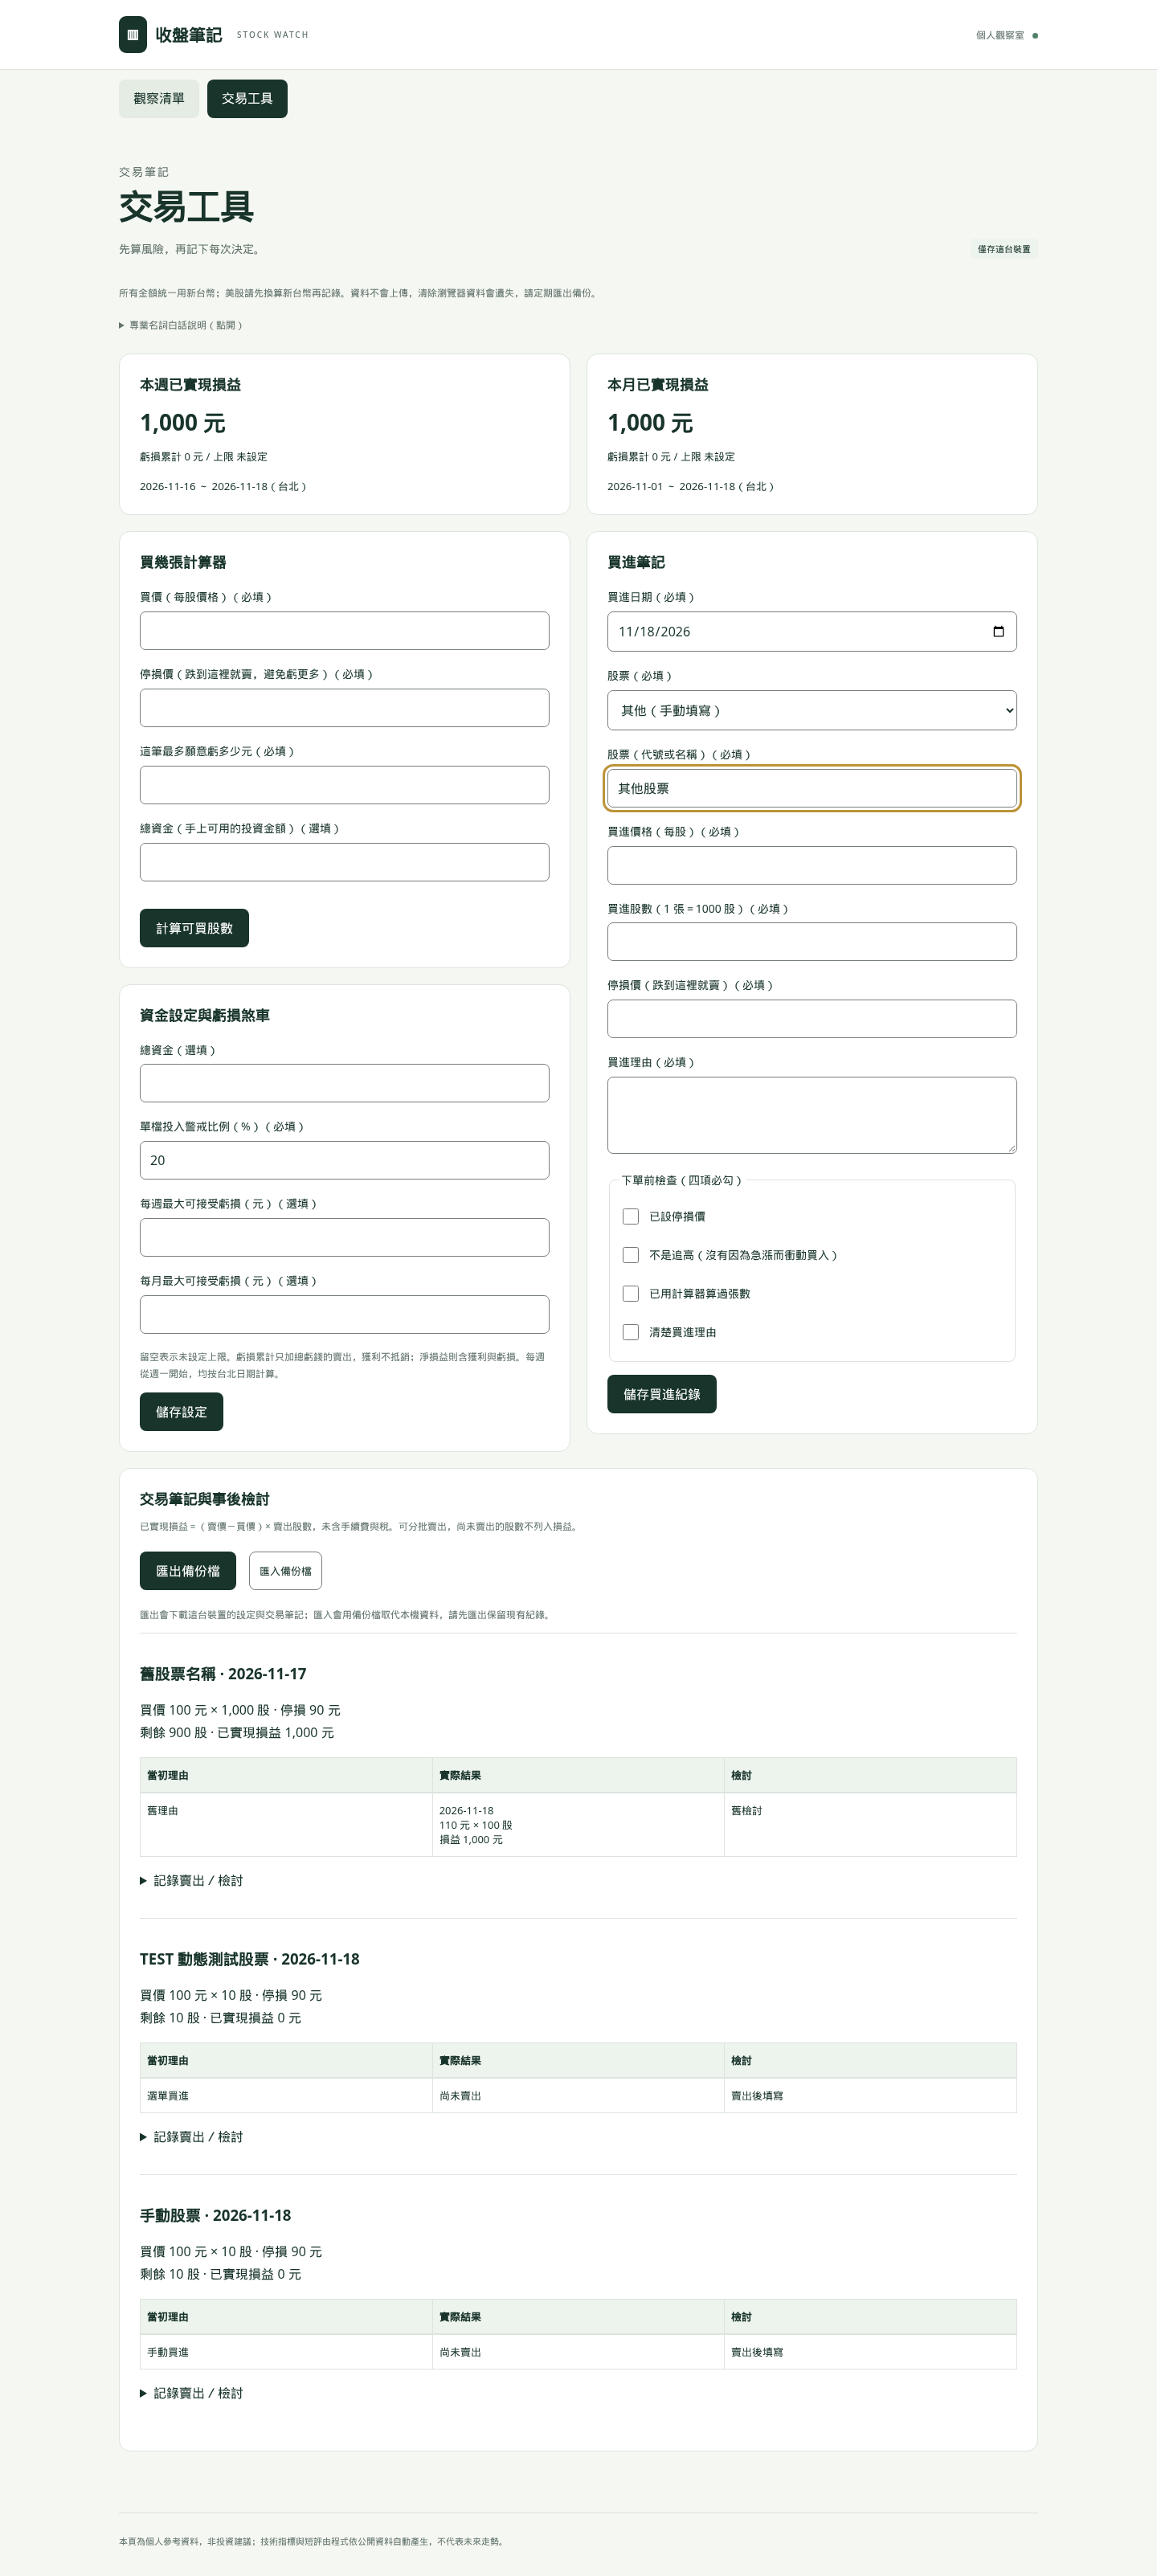 收盤筆記 STOCK WATCH
個人觀察室
觀察清單
交易工具
交易筆記
交易工具
先算風險，再記下每次決定。
僅存這台裝置
所有金額統一用新台幣；美股請先換算新台幣再記錄。資料不會上傳，清除瀏覽器資料會遺失，請定期匯出備份。
專業名詞白話說明（點開）
本週已實現損益
1,000 元
虧損累計 0 元 / 上限 未設定
2026-11-16 ~ 2026-11-18（台北）
本月已實現損益
1,000 元
虧損累計 0 元 / 上限 未設定
2026-11-01 ~ 2026-11-18（台北）
買幾張計算器
買價（每股價格）（必填）
停損價（跌到這裡就賣，避免虧更多）（必填）
這筆最多願意虧多少元（必填）
總資金（手上可用的投資金額）（選填）
計算可買股數
資金設定與虧損煞車
總資金（選填）
單檔投入警戒比例（%）（必填）
20
每週最大可接受虧損（元）（選填）
每月最大可接受虧損（元）（選填）
留空表示未設定上限。虧損累計只加總虧錢的賣出，獲利不抵銷；淨損益則含獲利與虧損。每週
從週一開始，均按台北日期計算。
儲存設定
買進筆記
買進日期（必填）
11/18/2026
股票（必填）
其他（手動填寫）
股票（代號或名稱）（必填）
其他股票
買進價格（每股）（必填）
買進股數（1 張 = 1000 股）（必填）
停損價（跌到這裡就賣）（必填）
買進理由（必填）
下單前檢查（四項必勾）
已設停損價
不是追高（沒有因為急漲而衝動買入）
已用計算器算過張數
清楚買進理由
儲存買進紀錄
交易筆記與事後檢討
已實現損益 = （賣價－買價）× 賣出股數，未含手續費與稅。可分批賣出，尚未賣出的股數不列入損益。
匯出備份檔
匯入備份檔
匯出會下載這台裝置的設定與交易筆記；匯入會用備份檔取代本機資料，請先匯出保留現有紀錄。
舊股票名稱 · 2026-11-17
買價 100 元 × 1,000 股 · 停損 90 元
剩餘 900 股 · 已實現損益 1,000 元
當初理由 實際結果 檢討
舊理由 2026-11-18 舊檢討
110 元 × 100 股
損益 1,000 元
記錄賣出 / 檢討
TEST 動態測試股票 · 2026-11-18
買價 100 元 × 10 股 · 停損 90 元
剩餘 10 股 · 已實現損益 0 元
當初理由 實際結果 檢討
選單買進 尚未賣出 賣出後填寫
記錄賣出 / 檢討
手動股票 · 2026-11-18
買價 100 元 × 10 股 · 停損 90 元
剩餘 10 股 · 已實現損益 0 元
當初理由 實際結果 檢討
手動買進 尚未賣出 賣出後填寫
記錄賣出 / 檢討
本頁為個人參考資料，非投資建議；技術指標與短評由程式依公開資料自動產生，不代表未來走勢。